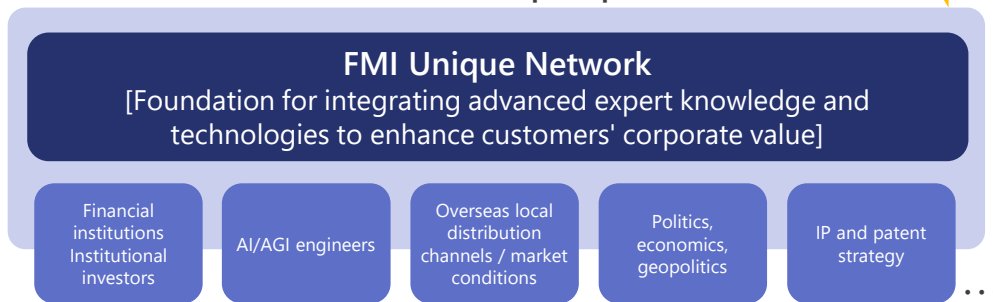 FMI Unique Network
[Foundation for integrating advanced expert knowledge and
technologies to enhance customers' corporate value]
Financial
institutions
Institutional
investors
AI/AGI engineers
Overseas local
distribution
channels / market
conditions
Politics,
economics,
geopolitics
IP and patent
strategy
. .